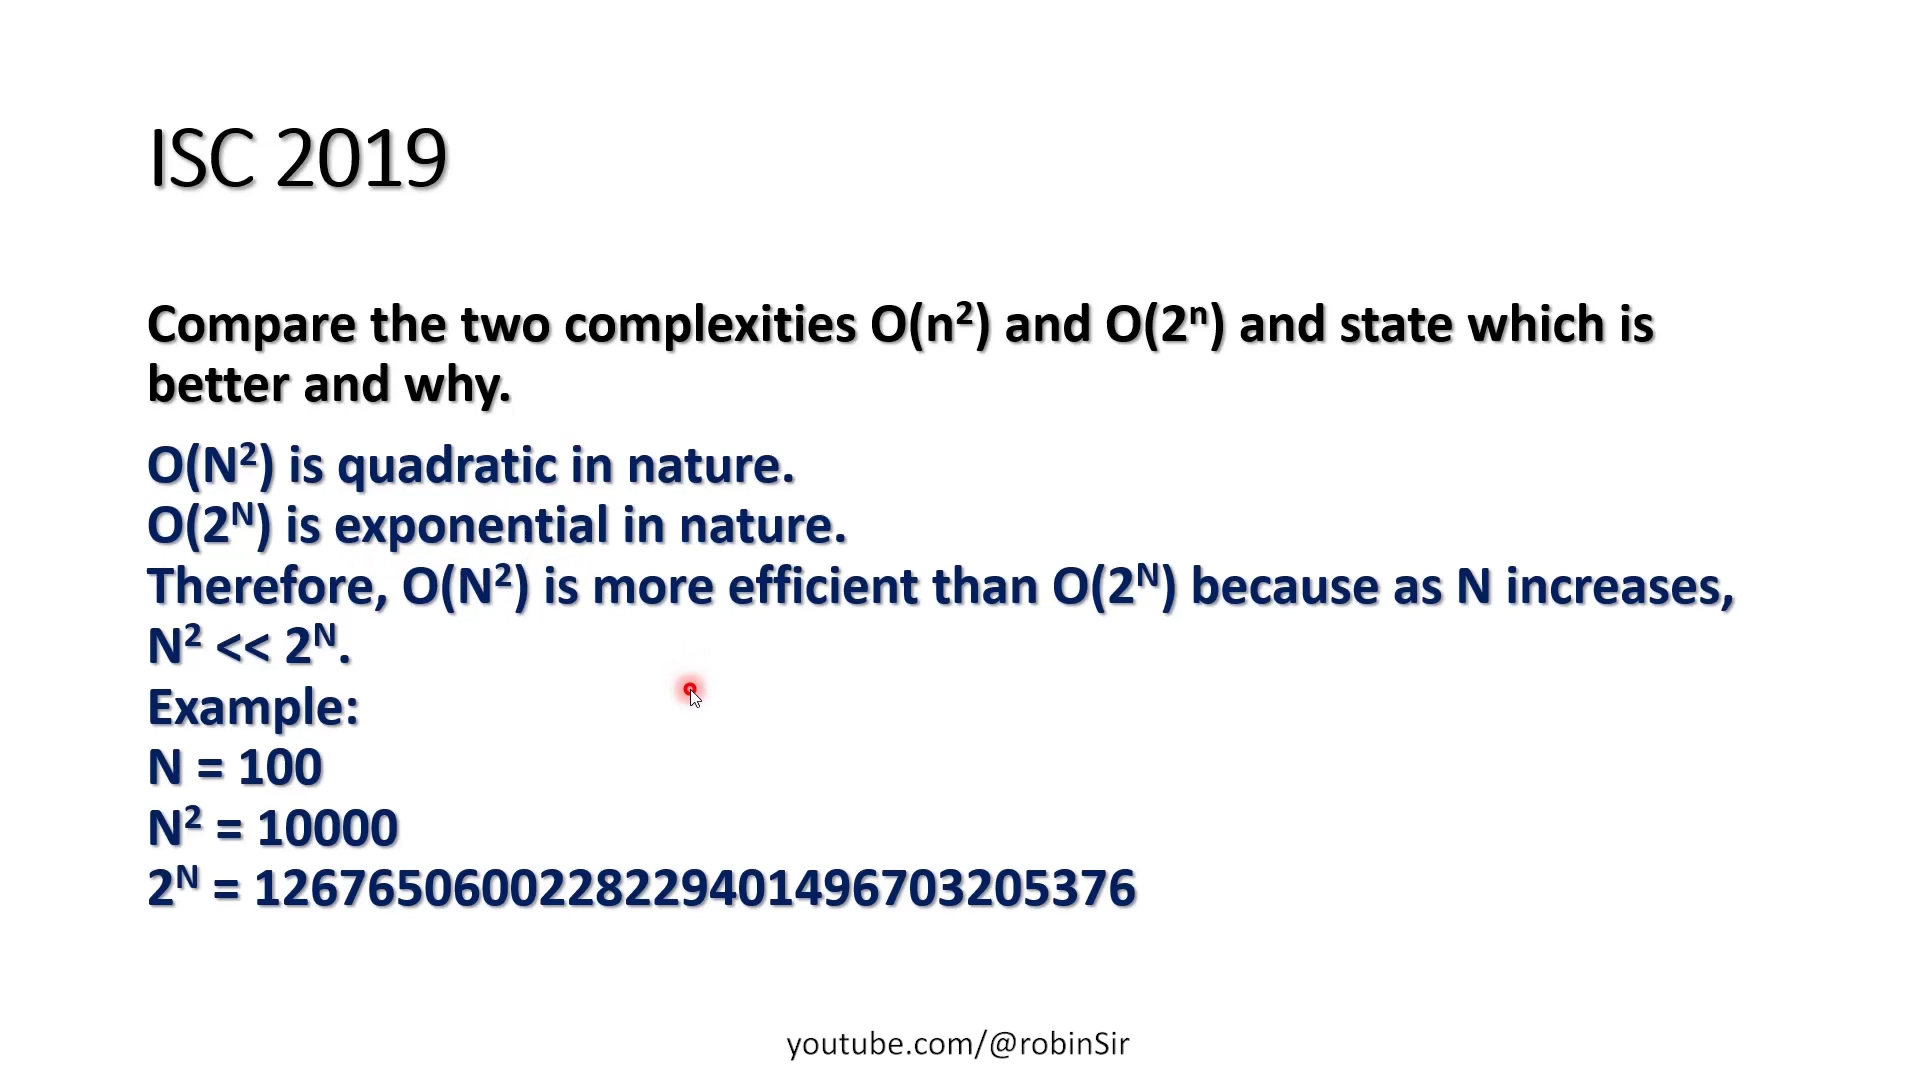 ISC 2019
Compare the two complexities O(n²) and O(2ⁿ) and state which is
better and why.
O(N²) is quadratic in nature.
O(2ᴺ) is exponential in nature.
Therefore, O(N²) is more efficient than O(2ᴺ) because as N increases,
N² << 2ᴺ.
Example:
N = 100
N² = 10000
2ᴺ = 1267650600228229401496703205376
youtube.com/@robinSir